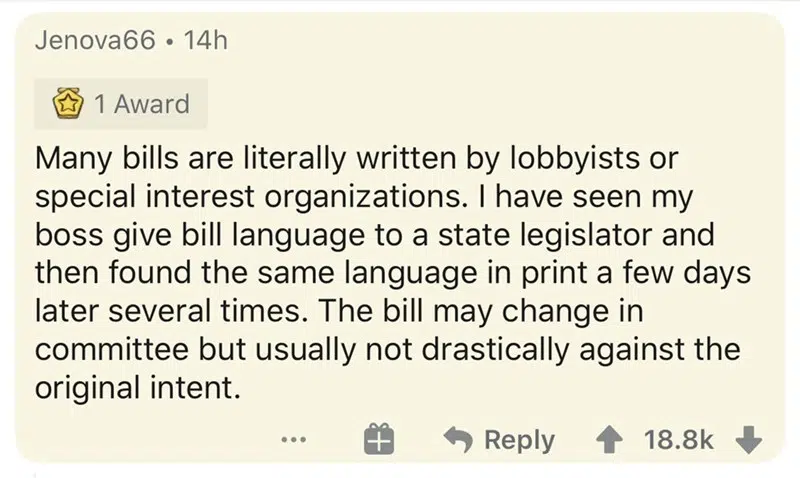 Jenova66 • 14h
1 Award
Many bills are literally written by lobbyists or
special interest organizations. I have seen my
boss give bill language to a state legislator and
then found the same language in print a few days
later several times. The bill may change in
committee but usually not drastically against the
original intent.
... Reply 18.8k